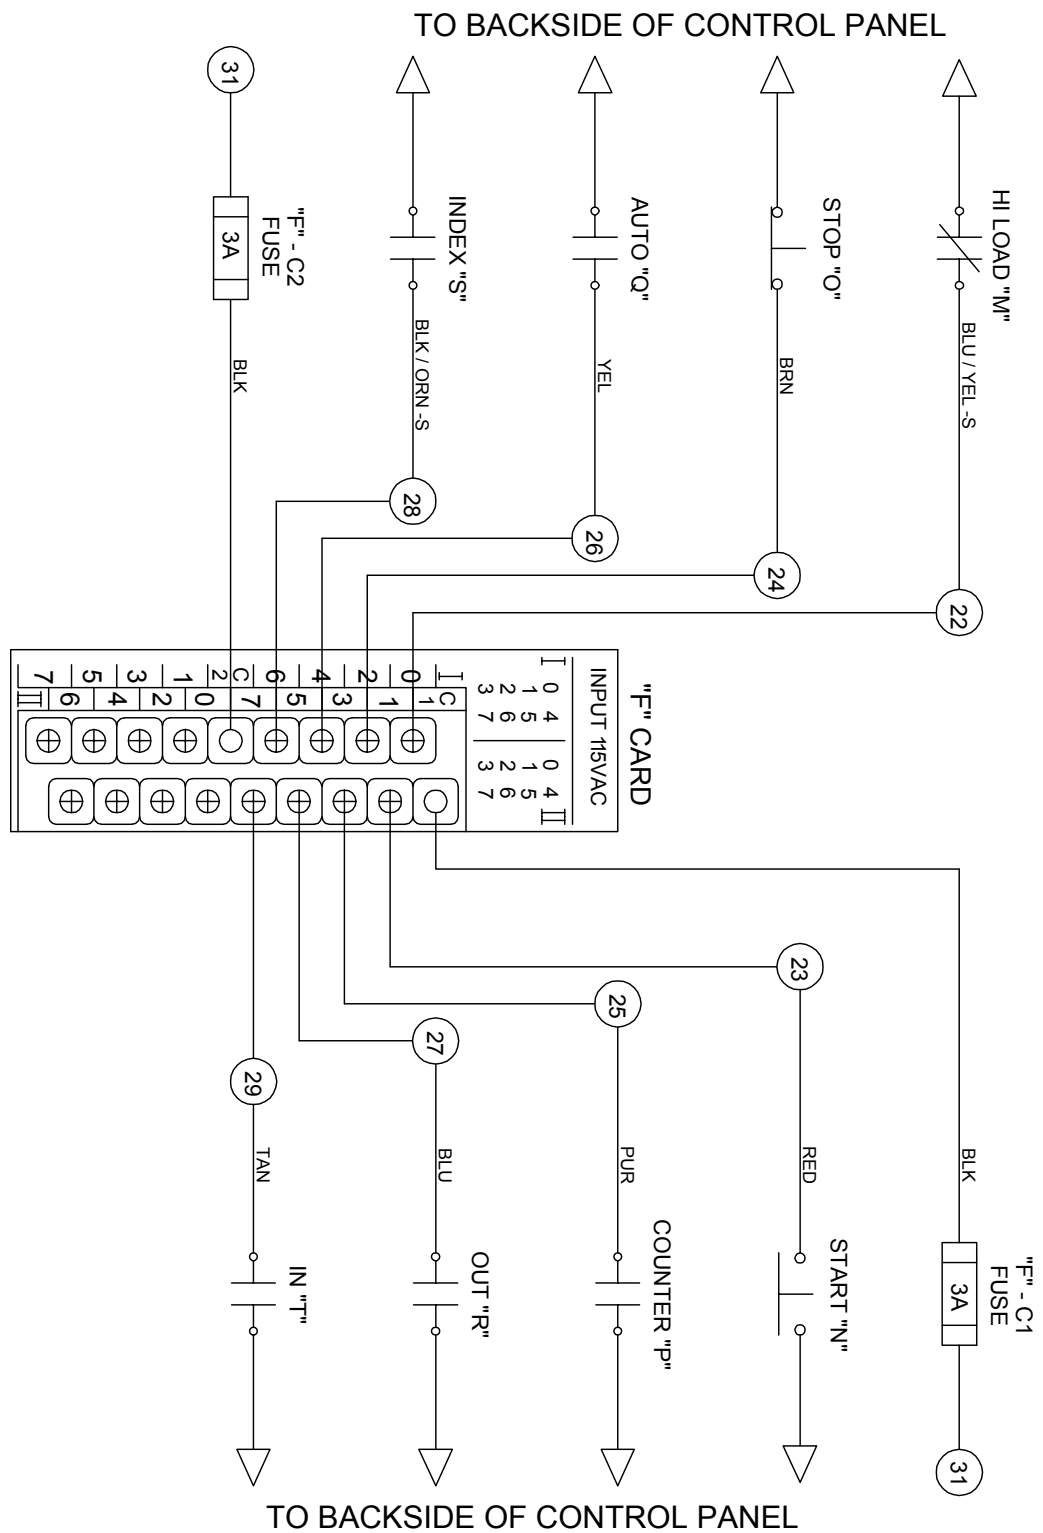 TO BACKSIDE OF CONTROL PANEL
31
"F" - C2
FUSE
3A
BLK
INDEX "S"
BLK / ORN -S
28
AUTO "Q"
YEL
26
STOP "O"
BRN
24
HI LOAD "M"
BLU / YEL -S
22
"F" CARD
INPUT 115VAC
I
0 4
1 5
2 6
3 7
0 4
1 5
2 6
3 7
II
I
0
2
4
6
C
2
1
3
5
7
C
1
1
3
5
7
0
2
4
6
II
BLK
"F" - C1
FUSE
3A
31
23
RED
START "N"
25
PUR
COUNTER "P"
27
BLU
OUT "R"
29
TAN
IN "T"
TO BACKSIDE OF CONTROL PANEL